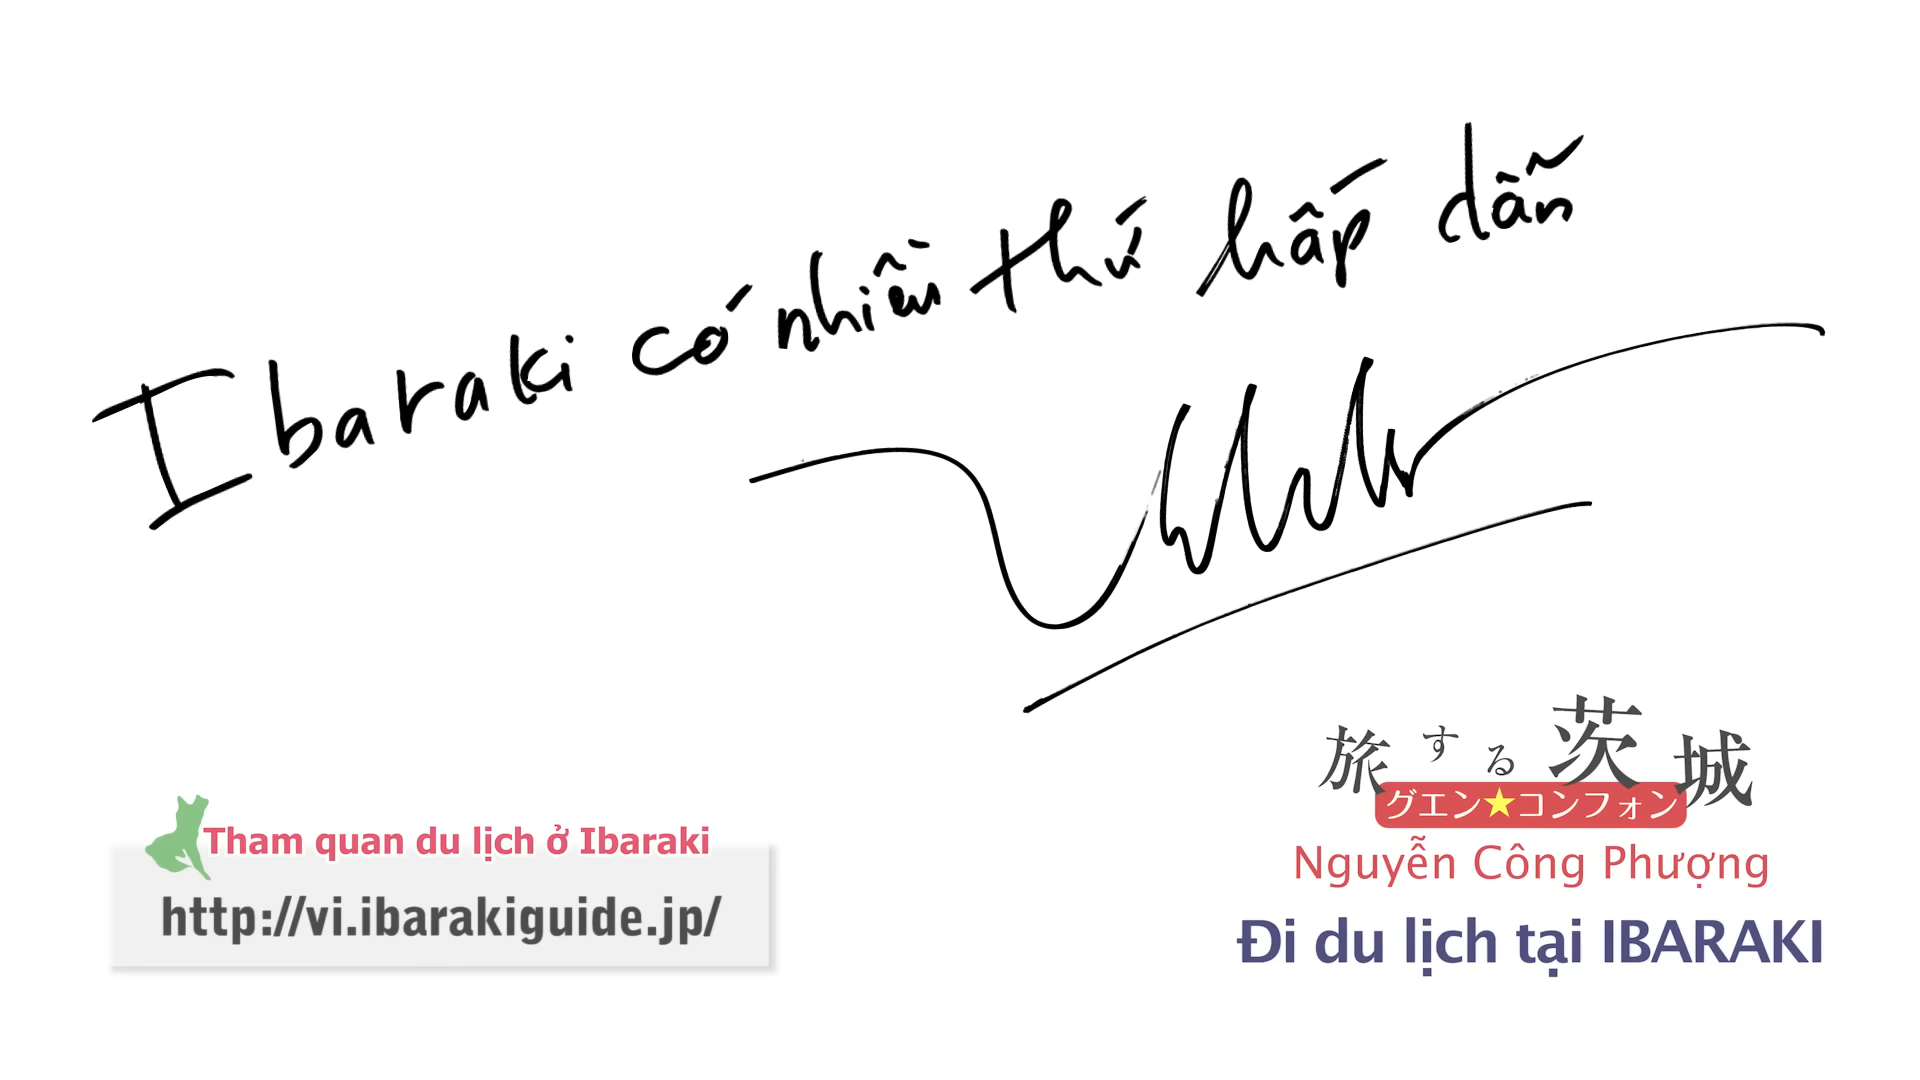 Ibaraki có nhiều thứ hấp dẫn
旅する茨城
グエン★コンフォン
Nguyễn Công Phượng
Đi du lịch tại IBARAKI
Tham quan du lịch ở Ibaraki
http://vi.ibarakiguide.jp/